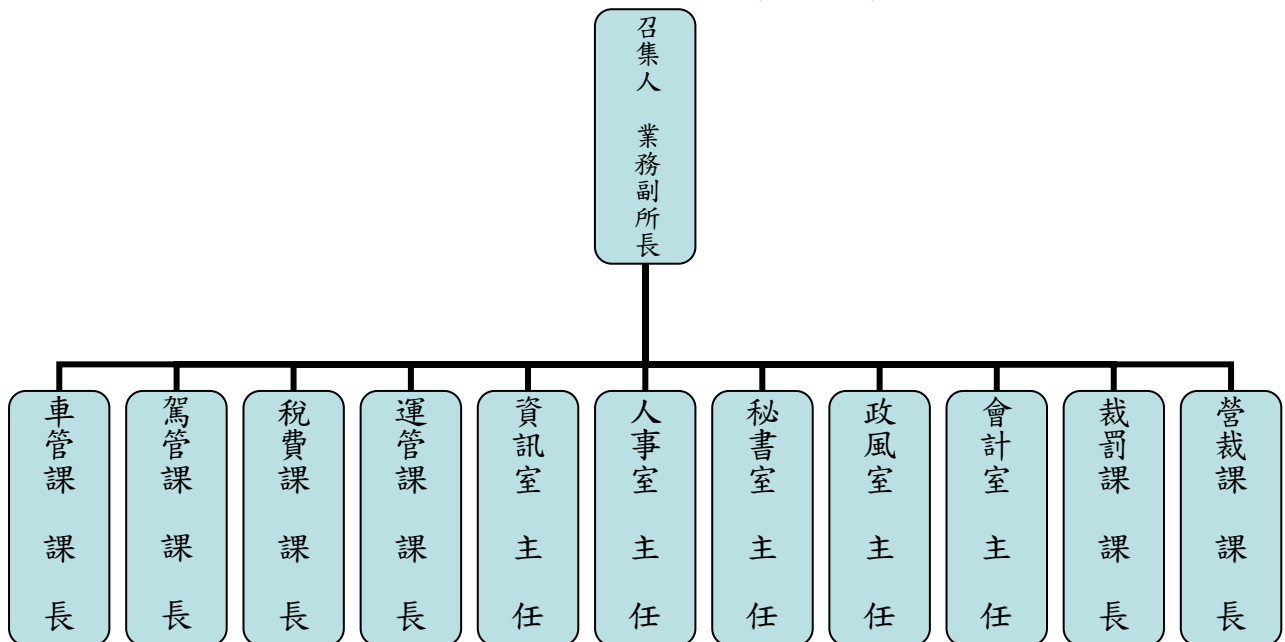 召集人 業務副所長
車管課 課長
駕管課 課長
稅費課 課長
運管課 課長
資訊室 主任
人事室 主任
秘書室 主任
政風室 主任
會計室 主任
裁罰課 課長
營裁課 課長